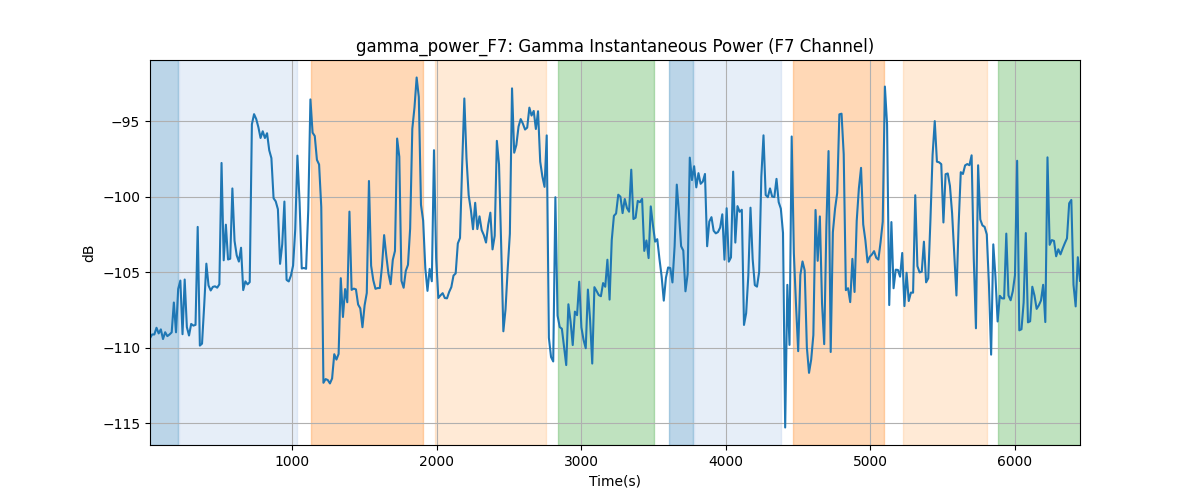 gamma_power_F7: Gamma Instantaneous Power (F7 Channel)
−95
−100
−105
−110
−115
dB
1000 2000 3000 4000 5000 6000
Time(s)